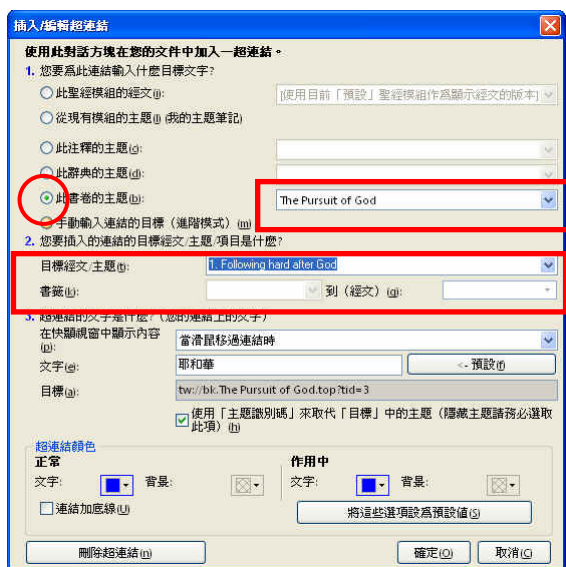 插入/編輯超連結
使用此對話方塊在您的文件中加入一超連結。
1. 您要為此連結輸入什麼目標文字?
此聖經模組的經文(i): [使用目前「預設」聖經模組作為顯示經文的版本]
從現有模組的主題(l) (我的主題筆記)
此注釋的主題(c):
此辭典的主題(d):
此書卷的主題(b): The Pursuit of God
手動輸入連結的目標（進階模式）(m)
2. 您要插入的連結的目標經文/主題/項目是什麼?
目標經文/主題(t): 1. Following hard after God
書籤(k): 到（經文）(g):
3. 超連結的文字是什麼?（您的連結上的文字）
在快顯視窗中顯示內容(p): 當滑鼠移過連結時
文字(e): 耶和華 <- 預設(f)
目標(a): tw://bk.The Pursuit of God.top?tid=3
使用「主題識別碼」來取代「目標」中的主題（隱藏主題請務必選取
此項）(h)
超連結顏色
正常 作用中
文字: 背景: 文字: 背景:
連結加底線(U) 將這些選項設為預設值(s)
刪除超連結(n) 確定(O) 取消(C)